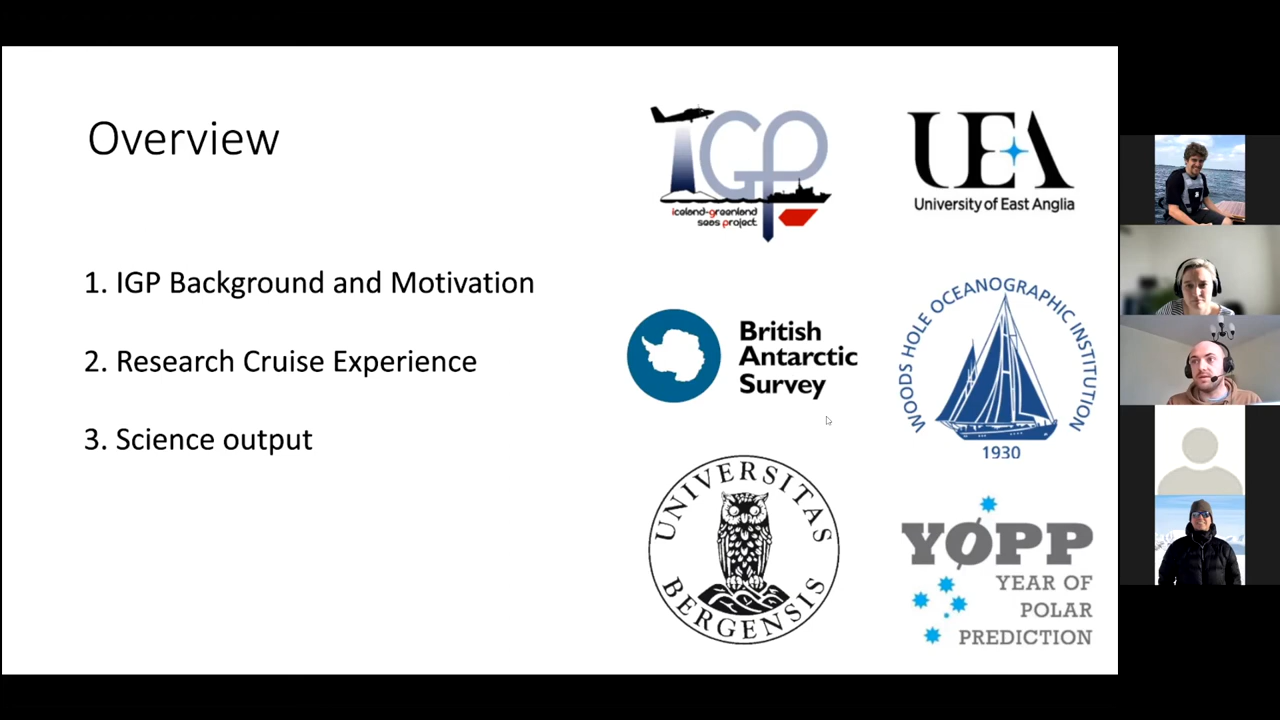 Overview
1. IGP Background and Motivation
2. Research Cruise Experience
3. Science output
IGP
iceland-greenland
seas project
UEA
University of East Anglia
British
Antarctic
Survey
WOODS HOLE OCEANOGRAPHIC INSTITUTION
1930
UNIVERSITAS
BERGENSIS
YØPP
YEAR OF
POLAR
PREDICTION